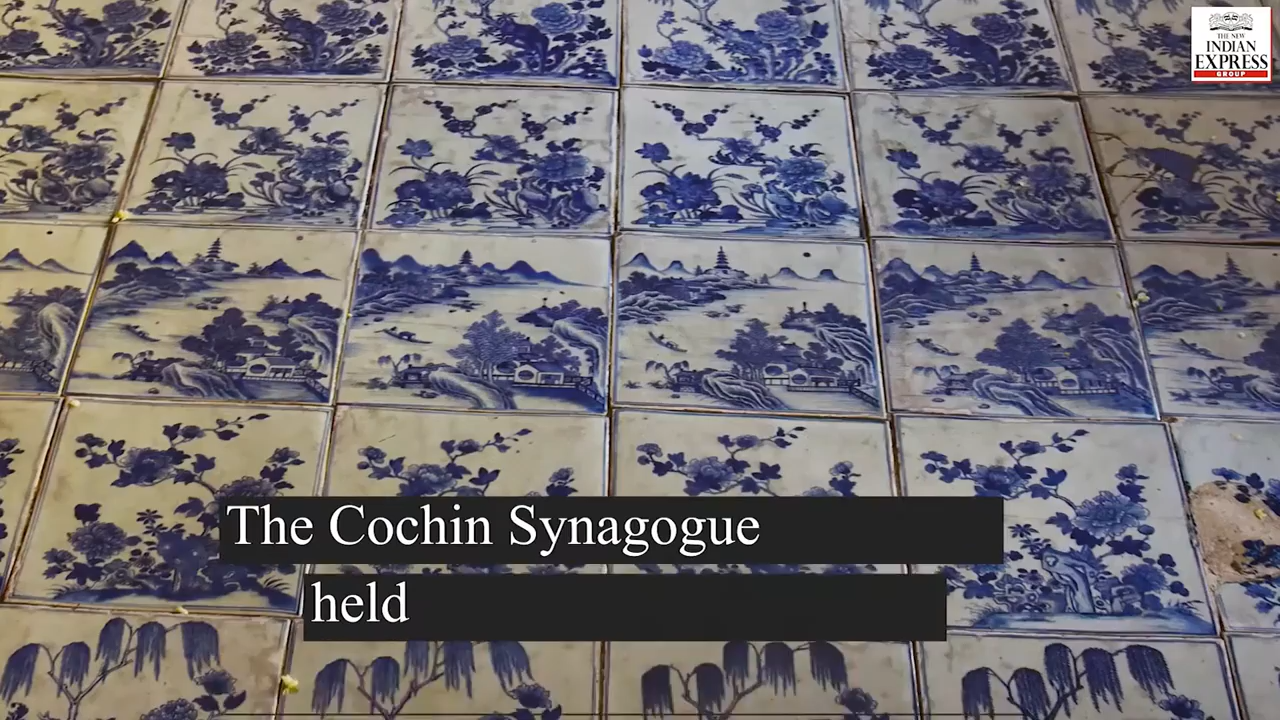 THE NEW
INDIAN
EXPRESS
GROUP
The Cochin Synagogue
held